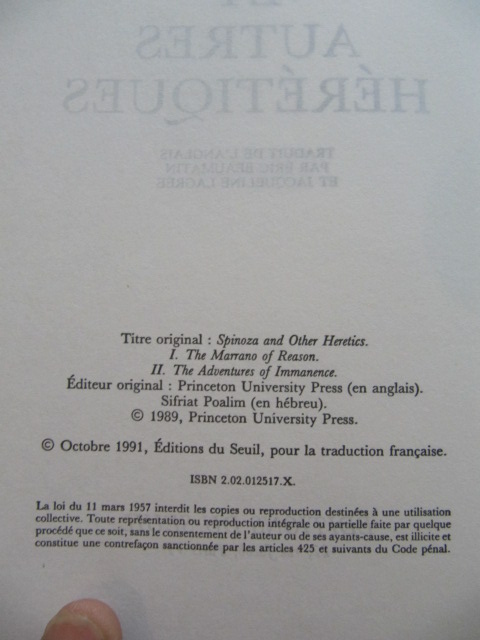 ET
AUTRES
HÉRÉTIQUES
TRADUIT DE L'ANGLAIS
PAR ERIC BEAUMATIN
ET JACQUELINE LAGRÉE
Titre original : Spinoza and Other Heretics.
I. The Marrano of Reason.
II. The Adventures of Immanence.
Éditeur original : Princeton University Press (en anglais).
Sifriat Poalim (en hébreu).
© 1989, Princeton University Press.
© Octobre 1991, Éditions du Seuil, pour la traduction française.
ISBN 2.02.012517.X.
La loi du 11 mars 1957 interdit les copies ou reproduction destinées à une utilisation
collective. Toute représentation ou reproduction intégrale ou partielle faite par quelque
procédé que ce soit, sans le consentement de l'auteur ou de ses ayants-cause, est illicite et
constitue une contrefaçon sanctionnée par les articles 425 et suivants du Code pénal.